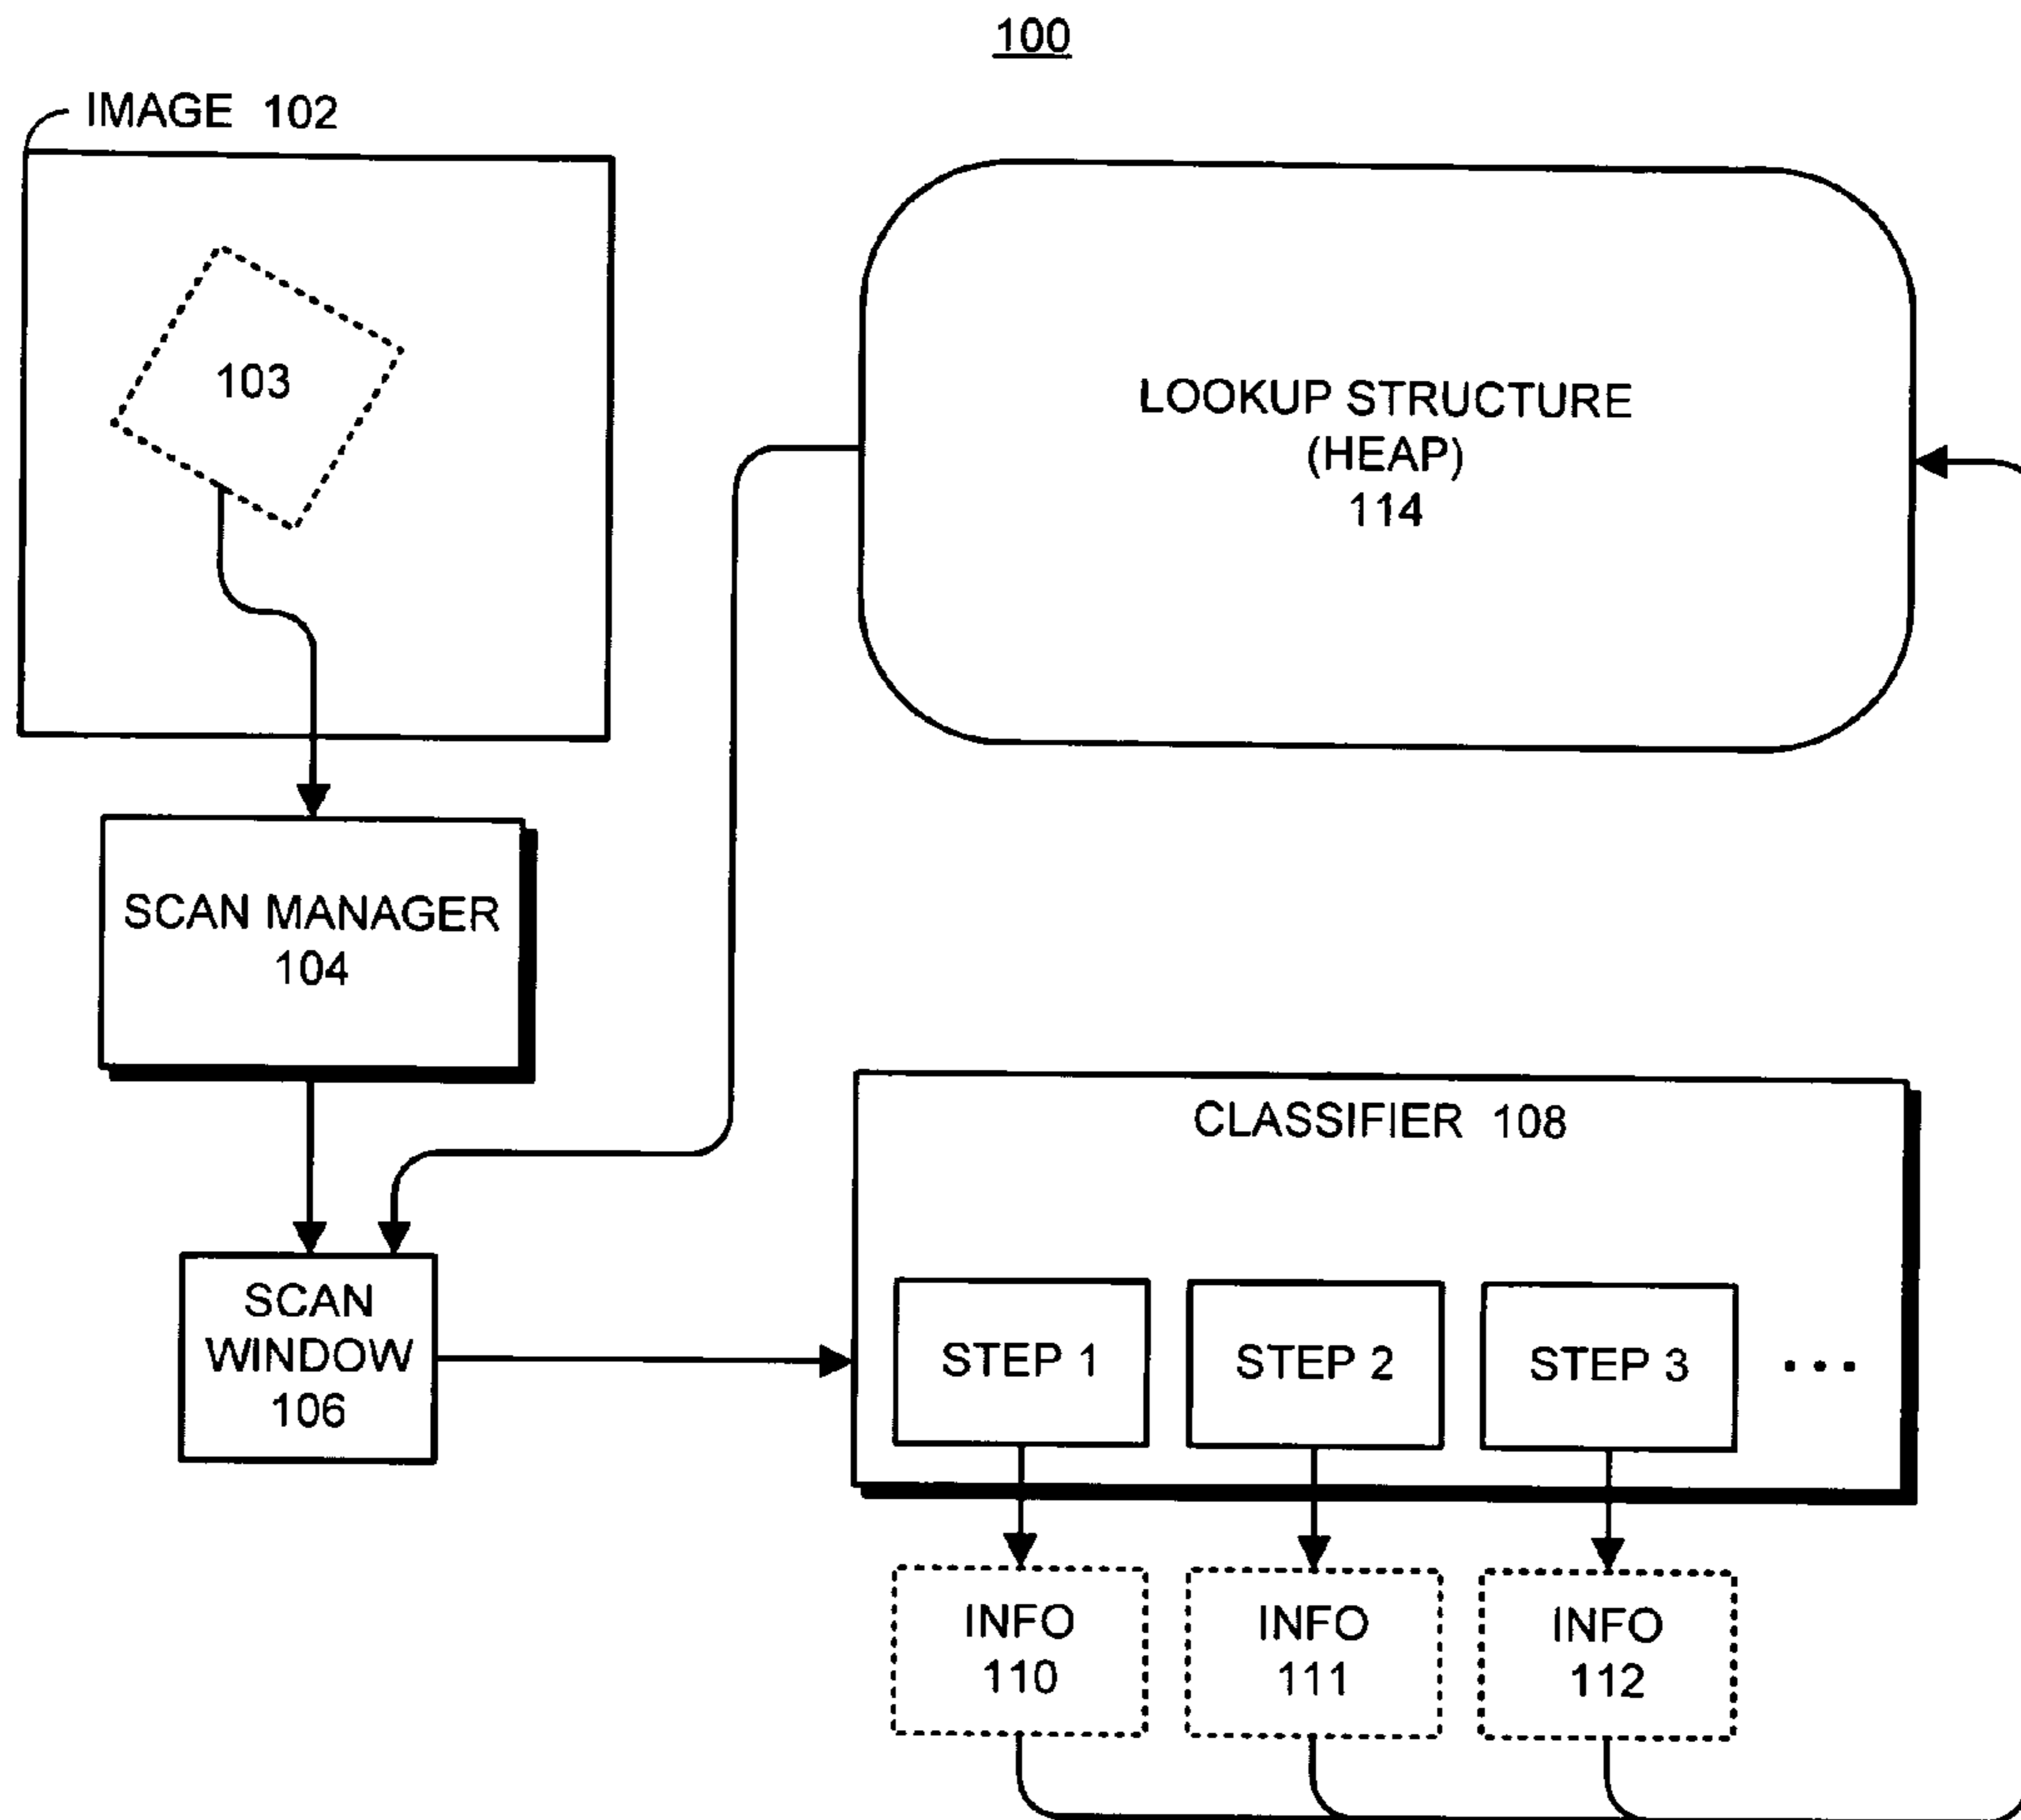 100
IMAGE 102
103
LOOKUP STRUCTURE
(HEAP)
114
SCAN MANAGER
104
CLASSIFIER 108
SCAN
WINDOW
106
STEP 1
STEP 2
STEP 3
...
INFO
110
INFO
111
INFO
112